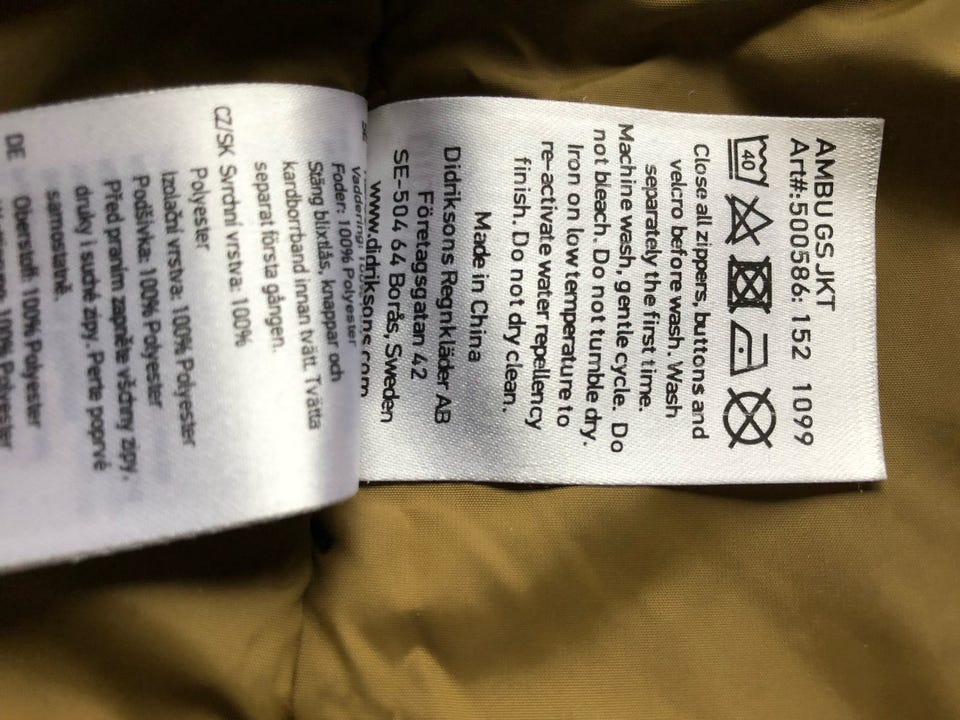 AMBUGSJKT
Art#:500586: 152 1099
40
Close all zippers, buttons and
velcro before wash. Wash
separately the first time.
Machine wash, gentle cycle. Do
not bleach. Do not tumble dry.
Iron on low temperature to
re-activate water repellency
finish. Do not dry clean.
Made in China
Didriksons Regnkläder AB
Företagsgatan 42
SE-504 64 Borås, Sweden
www.didriksons.com
Foder: 100% Polyester
Stäng blixtlås, knappar och
kardborrband innan tvätt. Tvätta
separat första gången.
CZ/SK Svrchní vrstva: 100%
Polyester
Izolační vrstva: 100% Polyester
Podšívka: 100% Polyester
Před praním zapněte všechny zipy,
druky i suché zipy. Perte poprvé
samostatně.
DE Oberstoff: 100% Polyester
100% Polyester